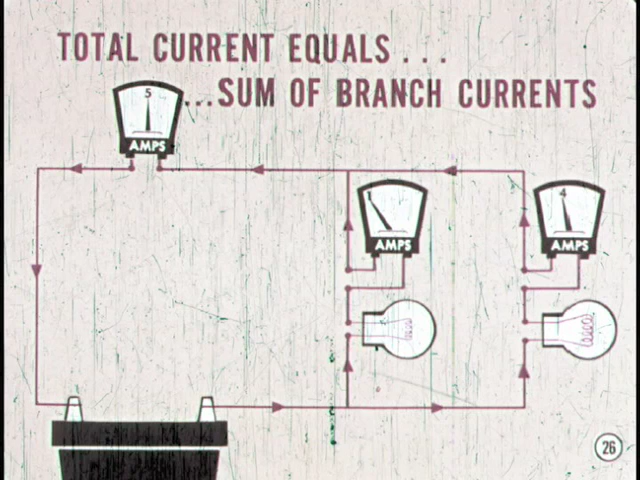 TOTAL CURRENT EQUALS . . .
...SUM OF BRANCH CURRENTS
5
AMPS
1
AMPS
4
AMPS
26